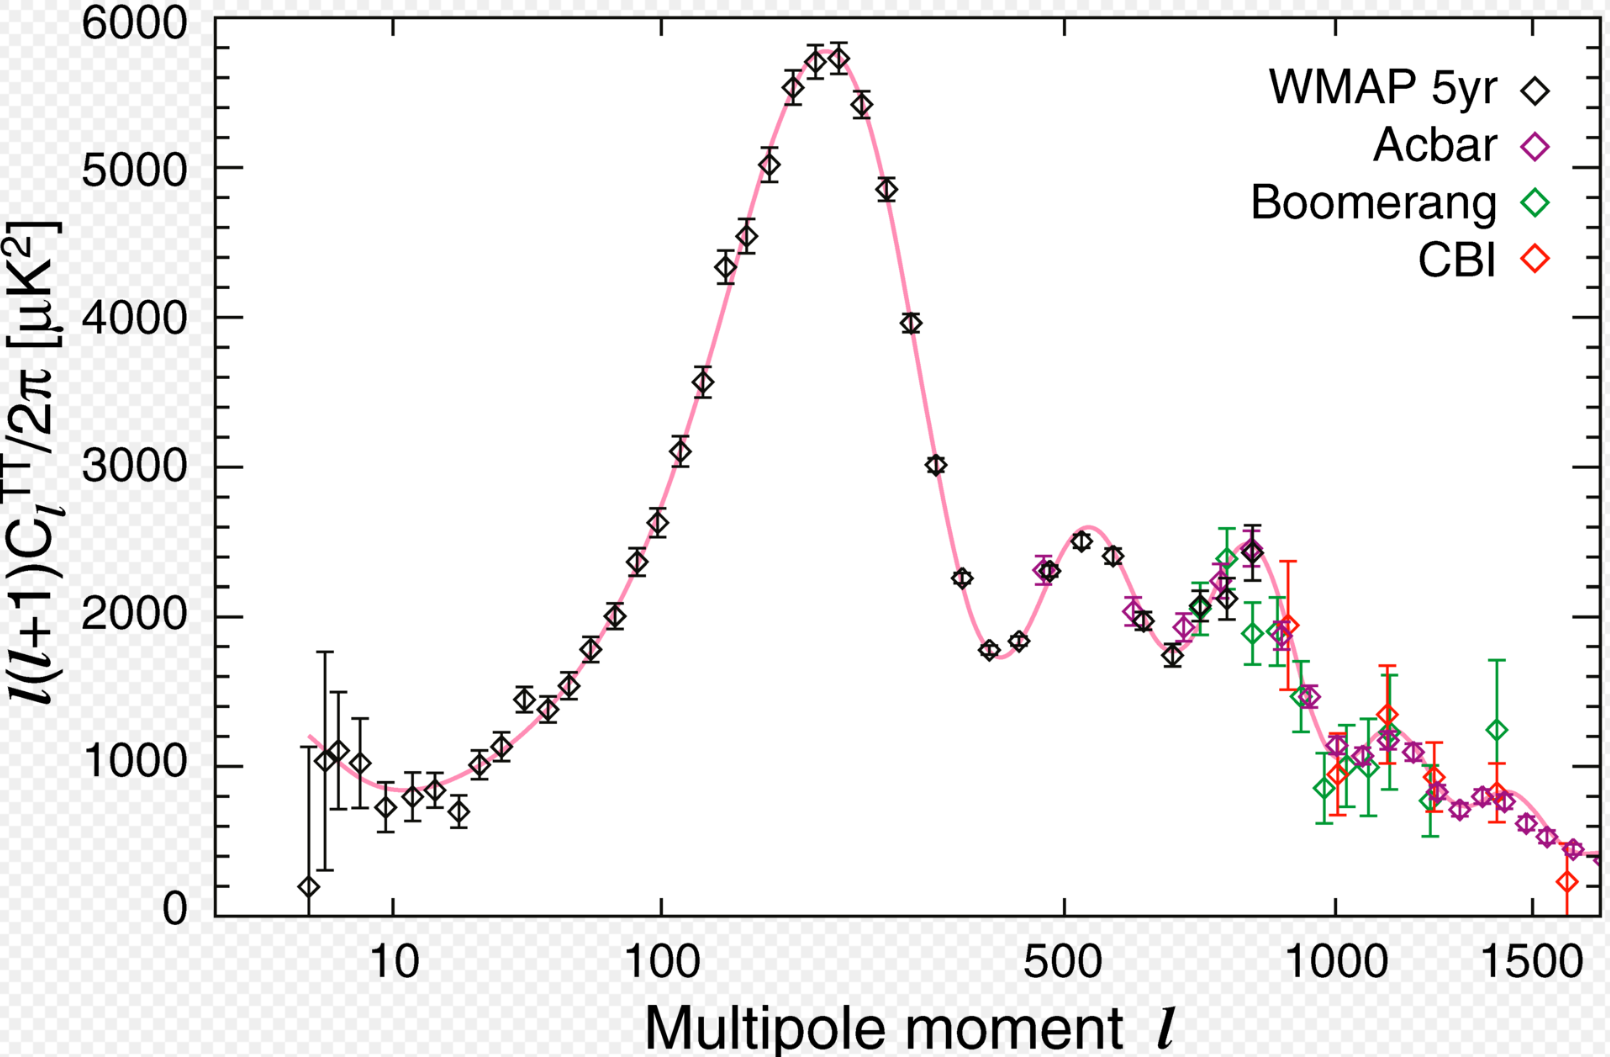 6000
5000
4000
3000
2000
1000
0
l(l+1)C_l^TT/2π [μK²]
WMAP 5yr
Acbar
Boomerang
CBI
10 100 500 1000 1500
Multipole moment l